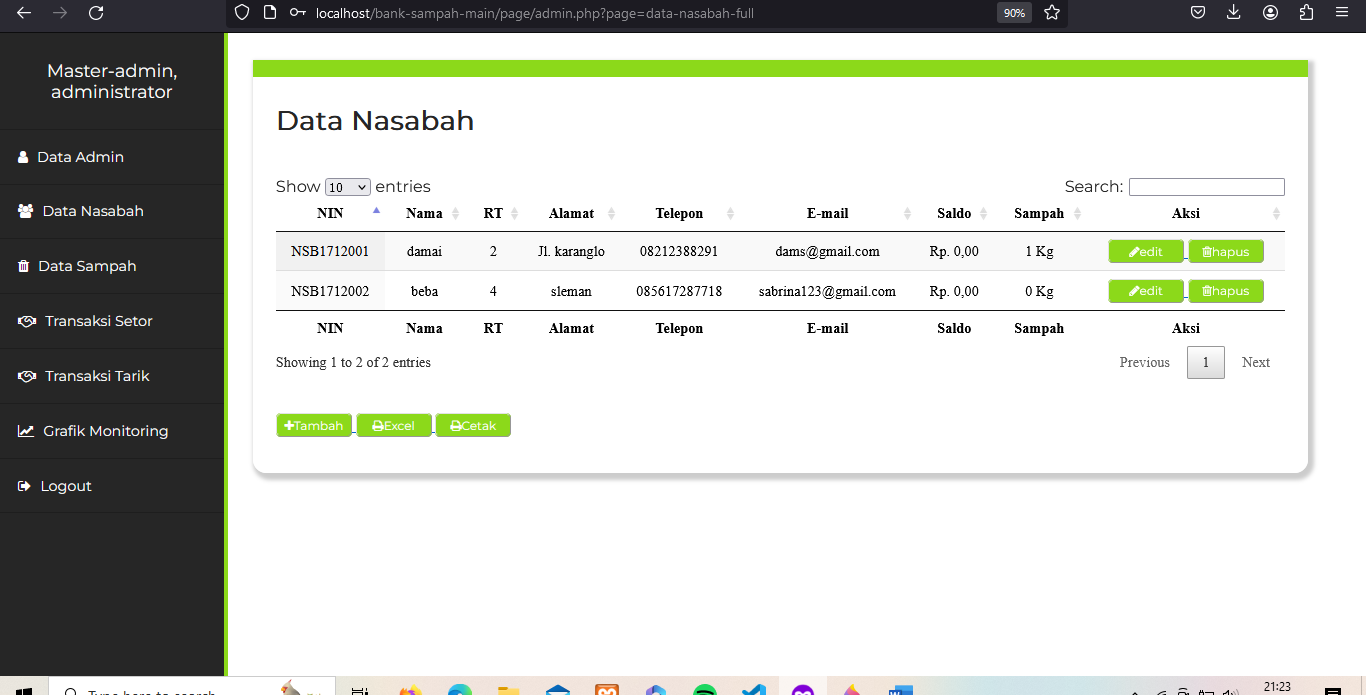 localhost/bank-sampah-main/page/admin.php?page=data-nasabah-full
90%
Master-admin,
administrator
Data Admin
Data Nasabah
Data Sampah
Transaksi Setor
Transaksi Tarik
Grafik Monitoring
Logout
Data Nasabah
Show 10 entries Search:
NIN Nama RT Alamat Telepon E-mail Saldo Sampah Aksi
NSB1712001 damai 2 Jl. karanglo 08212388291 dams@gmail.com Rp. 0,00 1 Kg edit hapus
NSB1712002 beba 4 sleman 085617287718 sabrina123@gmail.com Rp. 0,00 0 Kg edit hapus
NIN Nama RT Alamat Telepon E-mail Saldo Sampah Aksi
Showing 1 to 2 of 2 entries Previous 1 Next
Tambah Excel Cetak
Type here to search
21:23